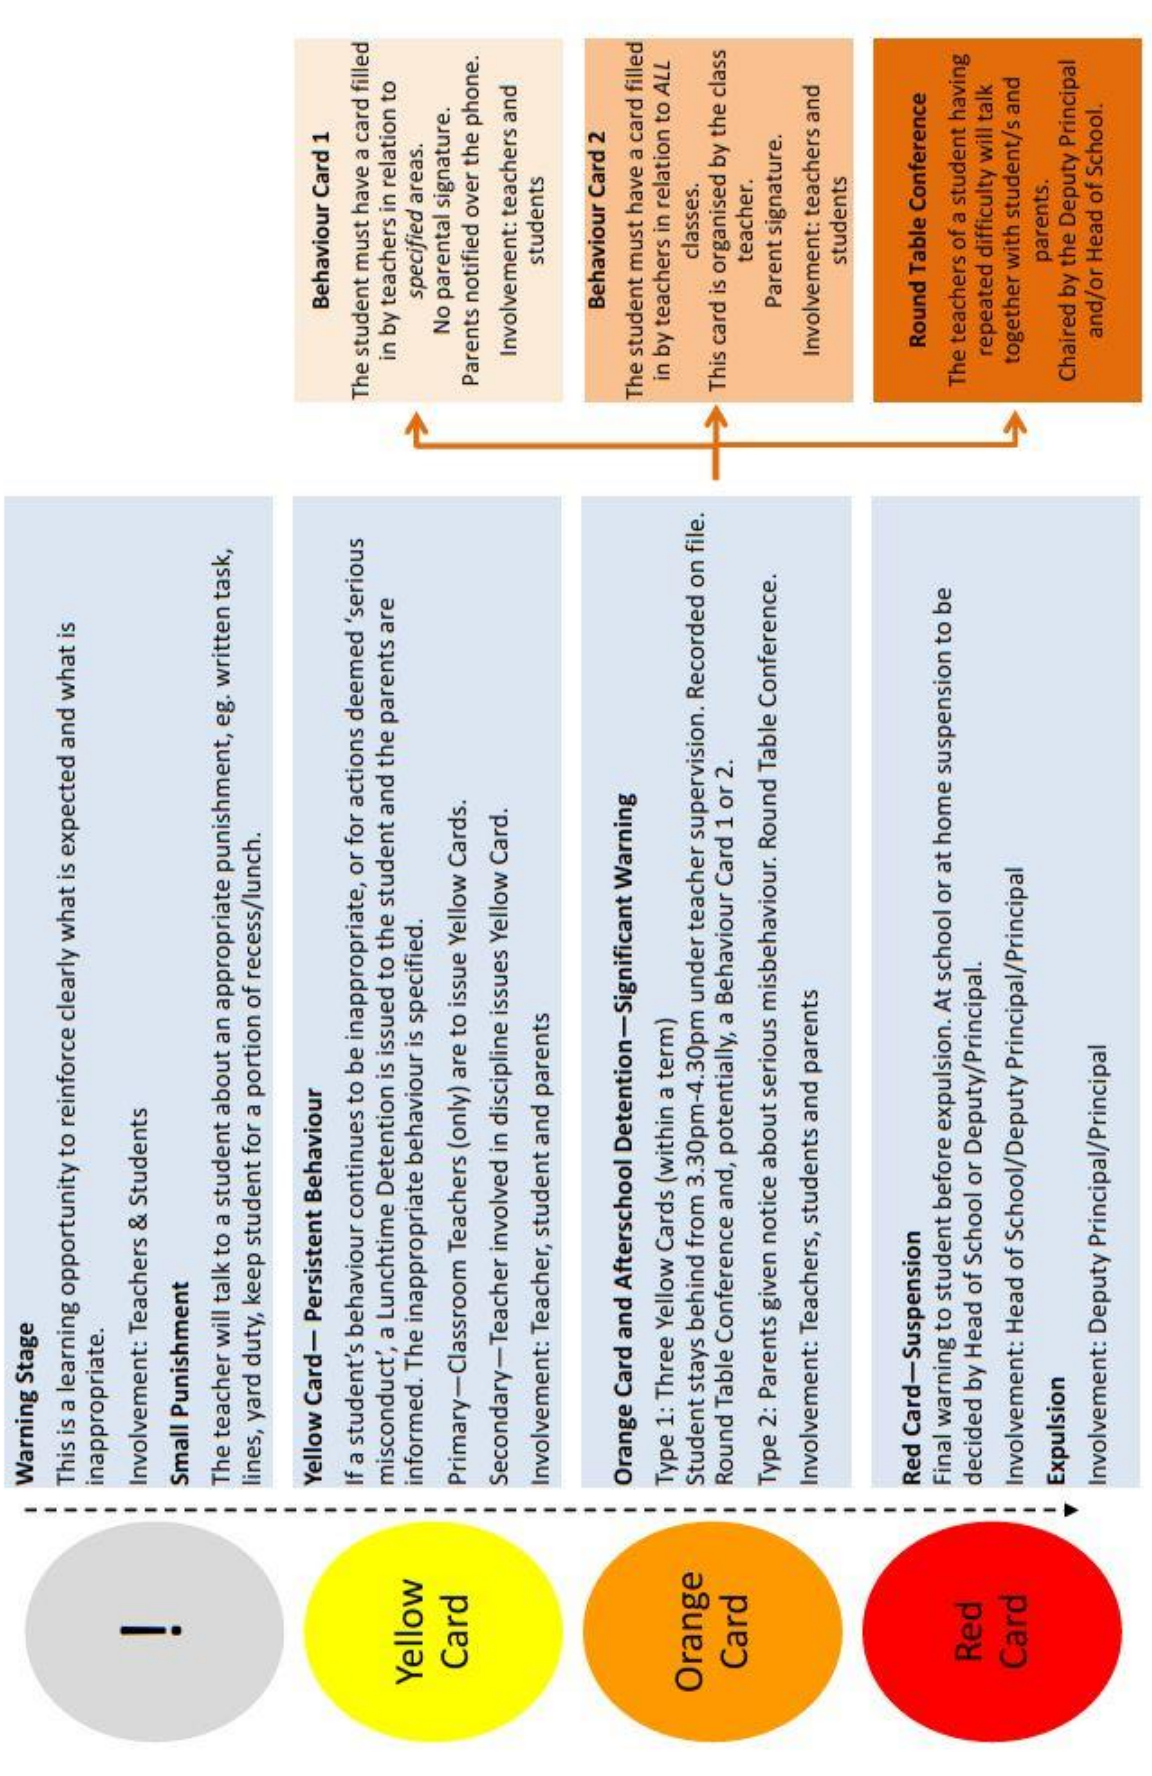 !
Warning Stage
This is a learning opportunity to reinforce clearly what is expected and what is
inappropriate.
Involvement: Teachers & Students
Small Punishment
The teacher will talk to a student about an appropriate punishment, eg. written task,
lines, yard duty, keep student for a portion of recess/lunch.
Yellow
Card
Yellow Card— Persistent Behaviour
If a student's behaviour continues to be inappropriate, or for actions deemed 'serious
misconduct', a Lunchtime Detention is issued to the student and the parents are
informed. The inappropriate behaviour is specified.
Primary—Classroom Teachers (only) are to issue Yellow Cards.
Secondary—Teacher involved in discipline issues Yellow Card.
Involvement: Teacher, student and parents
Behaviour Card 1
The student must have a card filled
in by teachers in relation to
specified areas.
No parental signature.
Parents notified over the phone.
Involvement: teachers and
students
Orange
Card
Orange Card and Afterschool Detention—Significant Warning
Type 1: Three Yellow Cards (within a term)
Student stays behind from 3.30pm-4.30pm under teacher supervision. Recorded on file.
Round Table Conference and, potentially, a Behaviour Card 1 or 2.
Type 2: Parents given notice about serious misbehaviour. Round Table Conference.
Involvement: Teachers, students and parents
Behaviour Card 2
The student must have a card filled
in by teachers in relation to ALL
classes.
This card is organised by the class
teacher.
Parent signature.
Involvement: teachers and
students
Red
Card
Red Card—Suspension
Final warning to student before expulsion. At school or at home suspension to be
decided by Head of School or Deputy/Principal.
Involvement: Head of School/Deputy Principal/Principal
Expulsion
Involvement: Deputy Principal/Principal
Round Table Conference
The teachers of a student having
repeated difficulty will talk
together with student/s and
parents.
Chaired by the Deputy Principal
and/or Head of School.